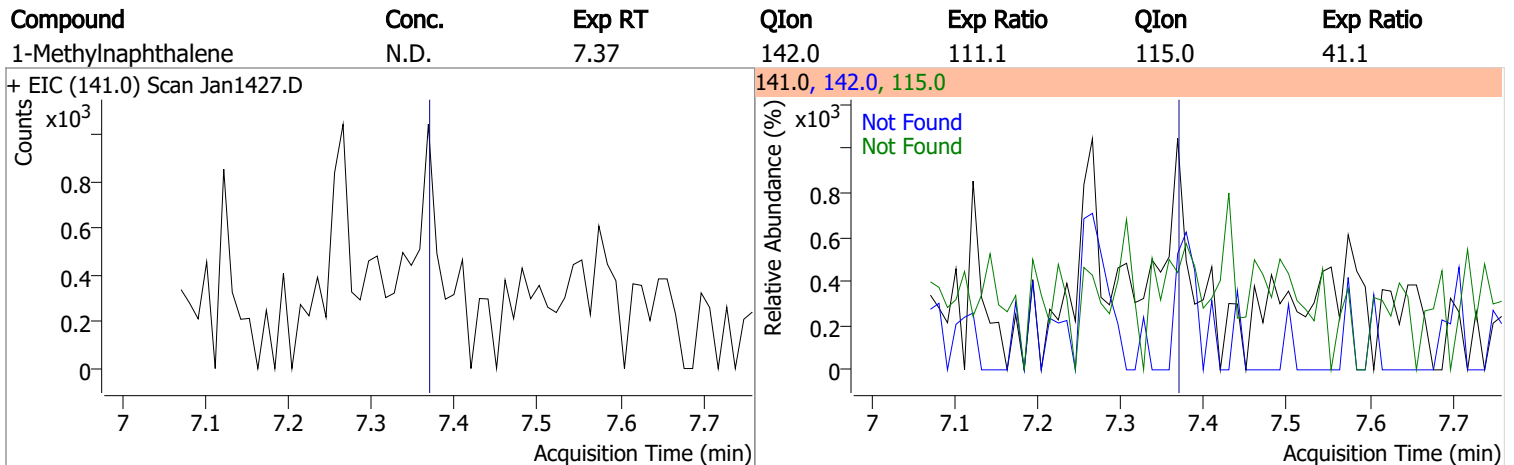 Compound Conc. Exp RT QIon Exp Ratio QIon Exp Ratio
1-Methylnaphthalene N.D. 7.37 142.0 111.1 115.0 41.1
+ EIC (141.0) Scan Jan1427.D
Counts
x10³
0.8
0.6
0.4
0.2
0
7 7.1 7.2 7.3 7.4 7.5 7.6 7.7
Acquisition Time (min)
141.0, 142.0, 115.0
Relative Abundance (%)
x10³
Not Found
Not Found
0.8
0.6
0.4
0.2
0
7 7.1 7.2 7.3 7.4 7.5 7.6 7.7
Acquisition Time (min)